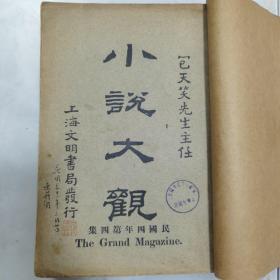 包天笑先生主任
小說大觀
上海文明書局發行
民國四年第四集
The Grand Magazine.